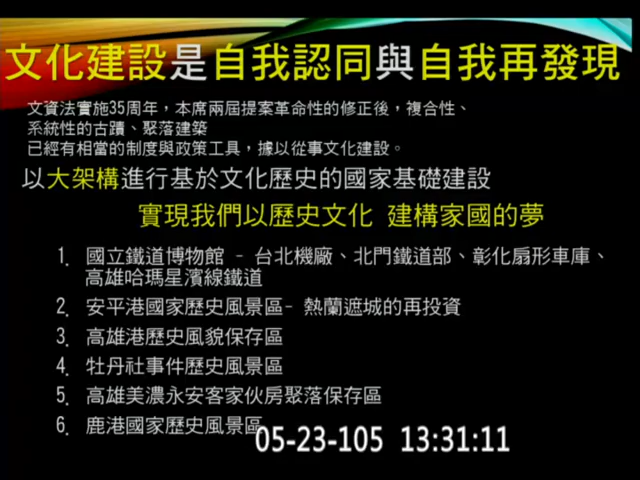 文化建設是自我認同與自我再發現
文資法實施35周年，本席兩屆提案革命性的修正後，複合性、
系統性的古蹟、聚落建築
已經有相當的制度與政策工具，據以從事文化建設。
以大架構進行基於文化歷史的國家基礎建設
實現我們以歷史文化 建構家國的夢
1. 國立鐵道博物館 - 台北機廠、北門鐵道部、彰化扇形車庫、
高雄哈瑪星濱線鐵道
2. 安平港國家歷史風景區- 熱蘭遮城的再投資
3. 高雄港歷史風貌保存區
4. 牡丹社事件歷史風景區
5. 高雄美濃永安客家伙房聚落保存區
6. 鹿港國家歷史風景區
05-23-105 13:31:11